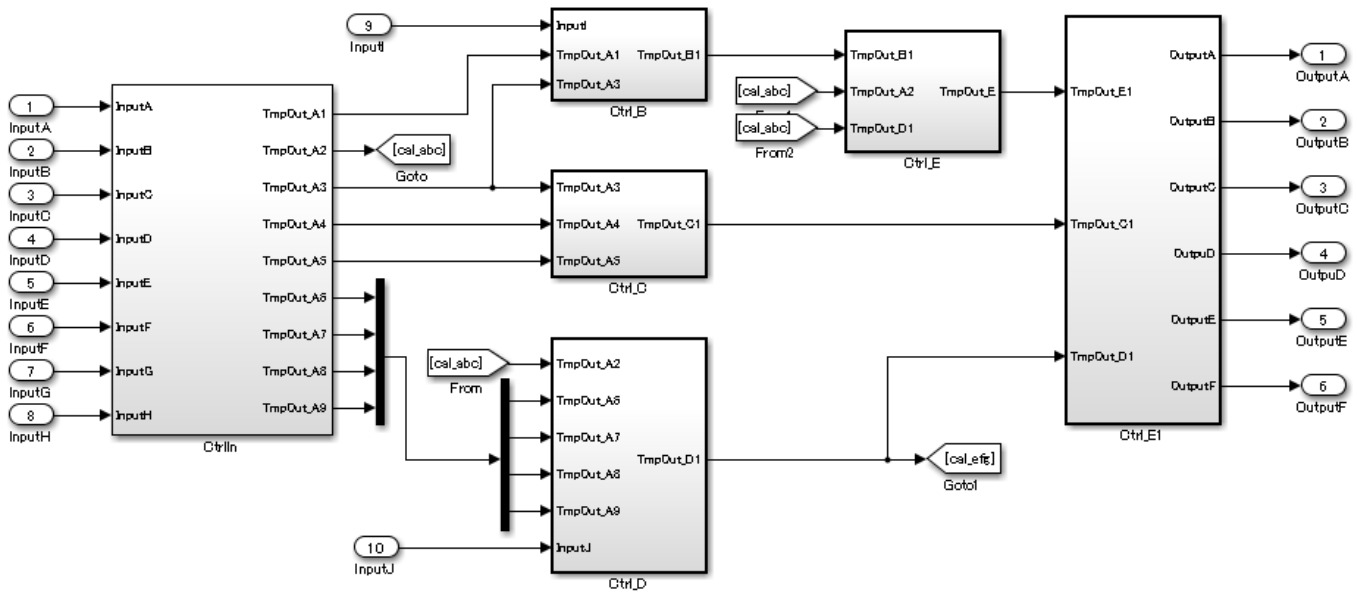 1
InputA
2
InputB
3
InputC
4
InputD
5
InputE
6
InputF
7
InputG
8
InputH
InputA
InputB
InputC
InputD
InputE
InputF
InputG
InputH
TmpOut_A1
TmpOut_A2
TmpOut_A3
TmpOut_A4
TmpOut_A5
TmpOut_A6
TmpOut_A7
TmpOut_A8
TmpOut_A9
CtrlIn
[cal_abc]
Goto
9
InputI
InputI
TmpOut_A1
TmpOut_A3
TmpOut_B1
Ctrl_B
TmpOut_A3
TmpOut_A4
TmpOut_A5
TmpOut_C1
Ctrl_C
[cal_abc]
From
10
InputJ
TmpOut_A2
TmpOut_A6
TmpOut_A7
TmpOut_A8
TmpOut_A9
InputJ
TmpOut_D1
Ctrl_D
[cal_abc]
[cal_abc]
From2
TmpOut_B1
TmpOut_A2
TmpOut_D1
TmpOut_E
Ctrl_E
[cal_efg]
Goto1
TmpOut_E1
TmpOut_C1
TmpOut_D1
OutputA
OutputB
OutputC
OutpuD
OutputE
OutputF
Ctrl_E1
1
OutputA
2
OutputB
3
OutputC
4
OutpuD
5
OutputE
6
OutputF